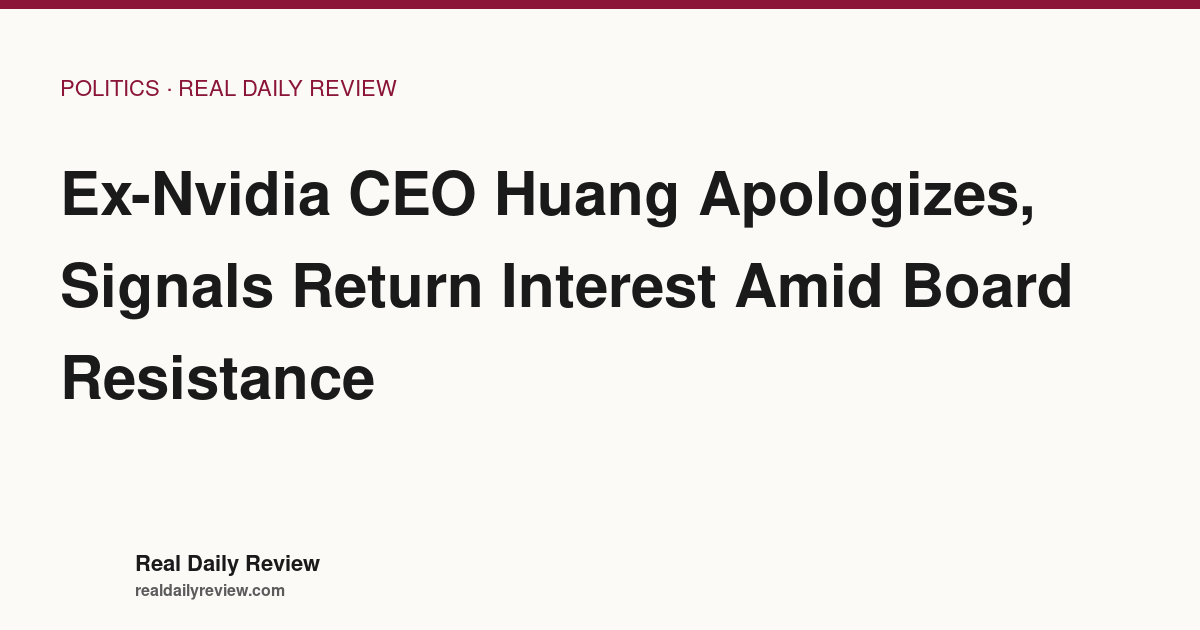 POLITICS · REAL DAILY REVIEW
Ex-Nvidia CEO Huang Apologizes,
Signals Return Interest Amid Board
Resistance
Real Daily Review
realdailyreview.com